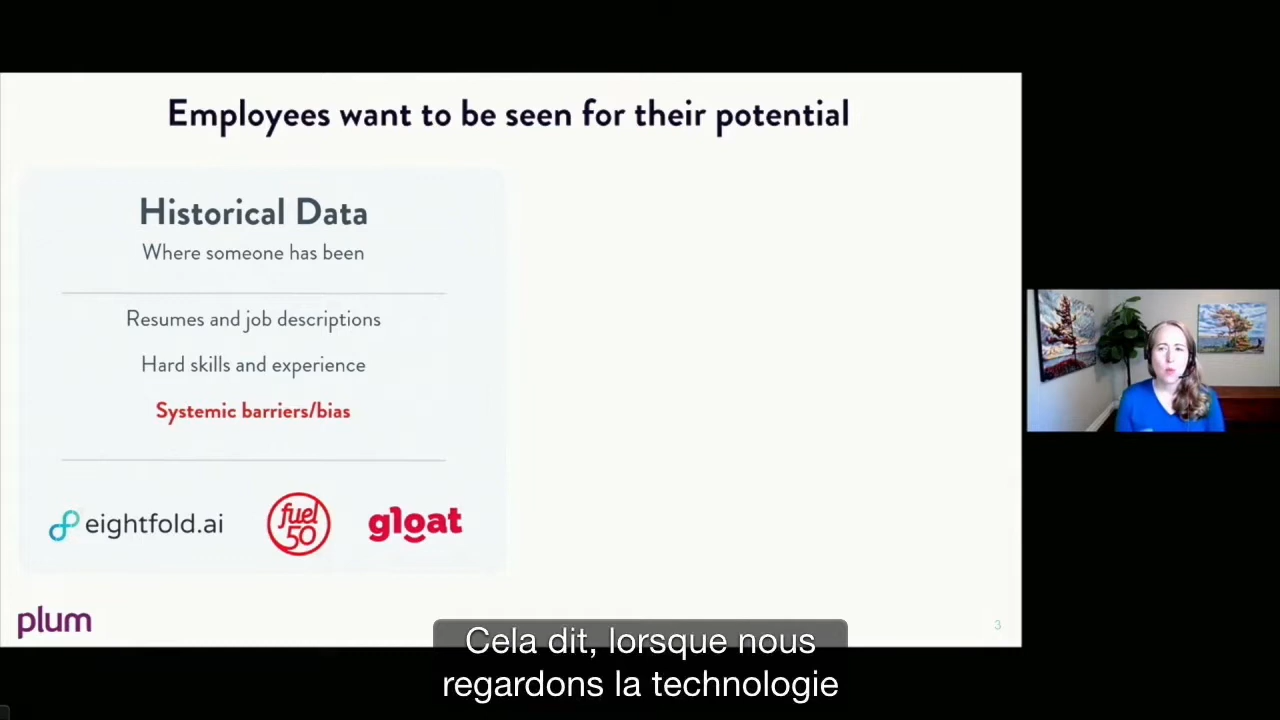 Employees want to be seen for their potential
Historical Data
Where someone has been
Resumes and job descriptions
Hard skills and experience
Systemic barriers/bias
eightfold.ai
fuel
50
gloat
plum
3
Cela dit, lorsque nous
regardons la technologie